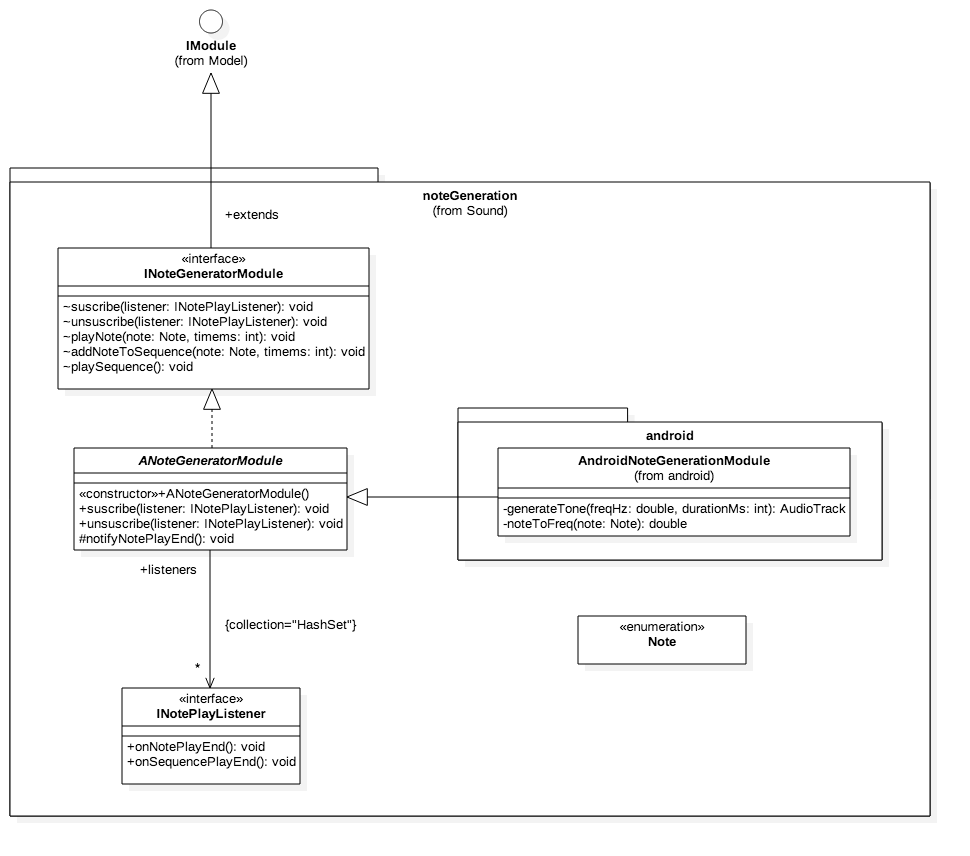 IModule
(from Model)
noteGeneration
(from Sound)
+extends
«interface»
INoteGeneratorModule
~suscribe(listener: INotePlayListener): void
~unsuscribe(listener: INotePlayListener): void
~playNote(note: Note, timems: int): void
~addNoteToSequence(note: Note, timems: int): void
~playSequence(): void
ANoteGeneratorModule
«constructor»+ANoteGeneratorModule()
+suscribe(listener: INotePlayListener): void
+unsuscribe(listener: INotePlayListener): void
#notifyNotePlayEnd(): void
android
AndroidNoteGenerationModule
(from android)
-generateTone(freqHz: double, durationMs: int): AudioTrack
-noteToFreq(note: Note): double
+listeners
{collection="HashSet"}
*
«enumeration»
Note
«interface»
INotePlayListener
+onNotePlayEnd(): void
+onSequencePlayEnd(): void